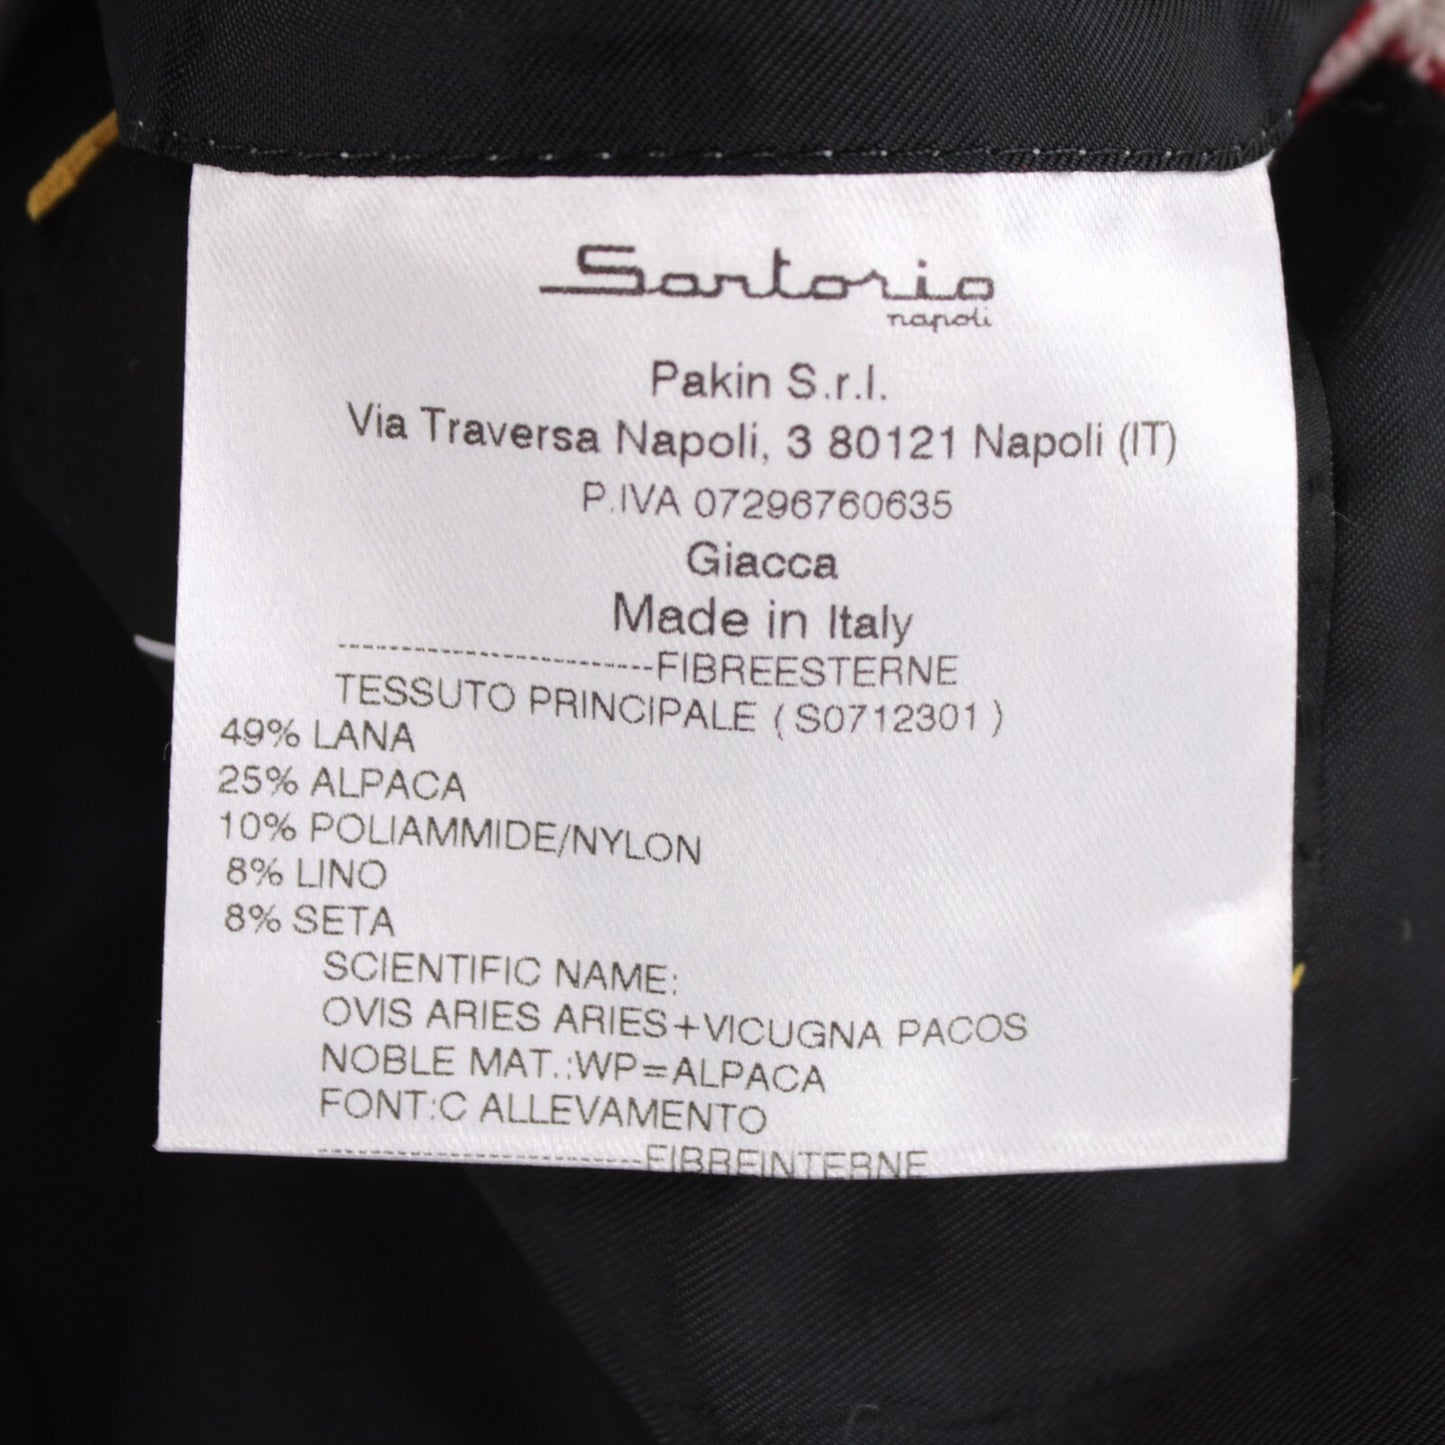 Sartorio
napoli
Pakin S.r.l.
Via Traversa Napoli, 3 80121 Napoli (IT)
P.IVA 07296760635
Giacca
Made in Italy
------------------------FIBREESTERNE
TESSUTO PRINCIPALE ( S0712301 )
49% LANA
25% ALPACA
10% POLIAMMIDE/NYLON
8% LINO
8% SETA
SCIENTIFIC NAME:
OVIS ARIES ARIES+VICUGNA PACOS
NOBLE MAT.:WP=ALPACA
FONT:C ALLEVAMENTO
------------------------FIBREINTERNE